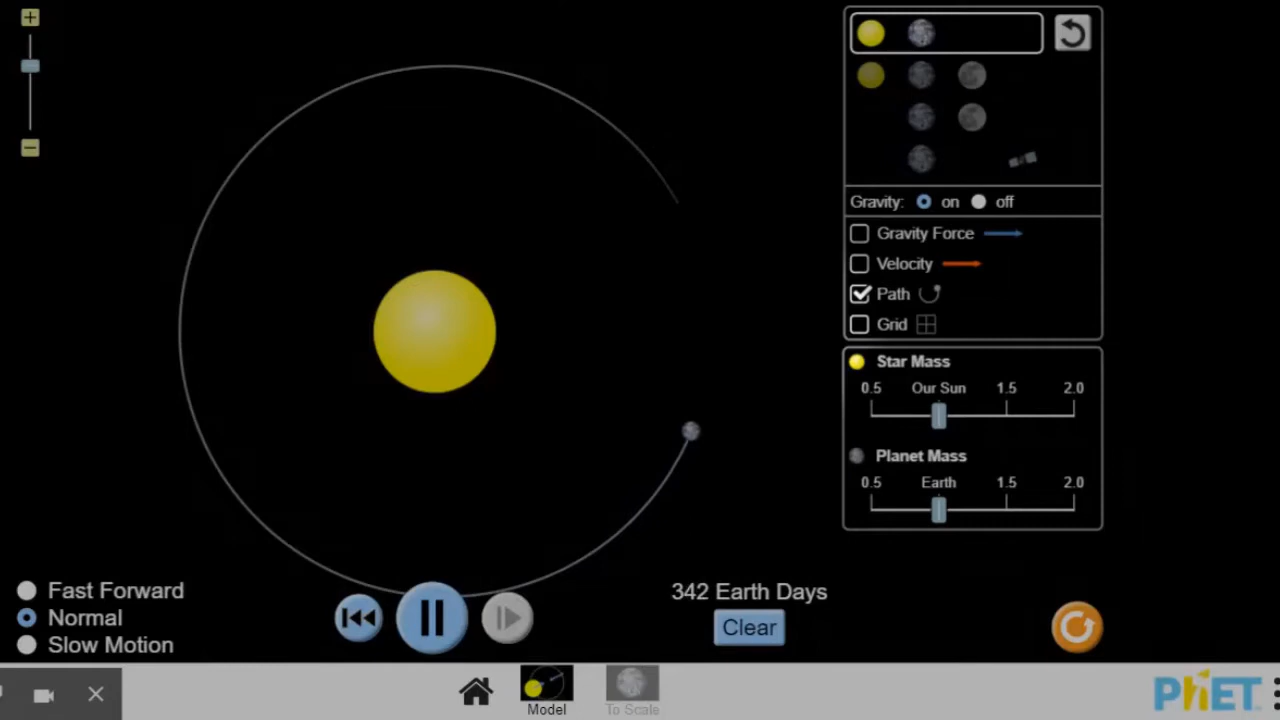 +
−
Gravity: on off
Gravity Force
Velocity
Path
Grid
Star Mass
0.5 Our Sun 1.5 2.0
Planet Mass
0.5 Earth 1.5 2.0
Fast Forward
Normal
Slow Motion
342 Earth Days
Clear
Model
To Scale
PhET